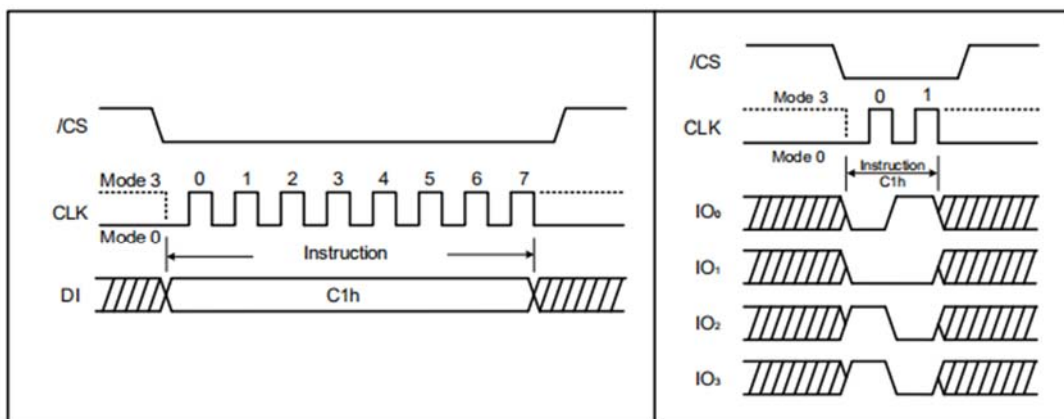 /CS
Mode 3
0 1 2 3 4 5 6 7
CLK
Mode 0
Instruction
DI
C1h
/CS
Mode 3
0 1
CLK
Mode 0
Instruction
C1h
IO₀
IO₁
IO₂
IO₃